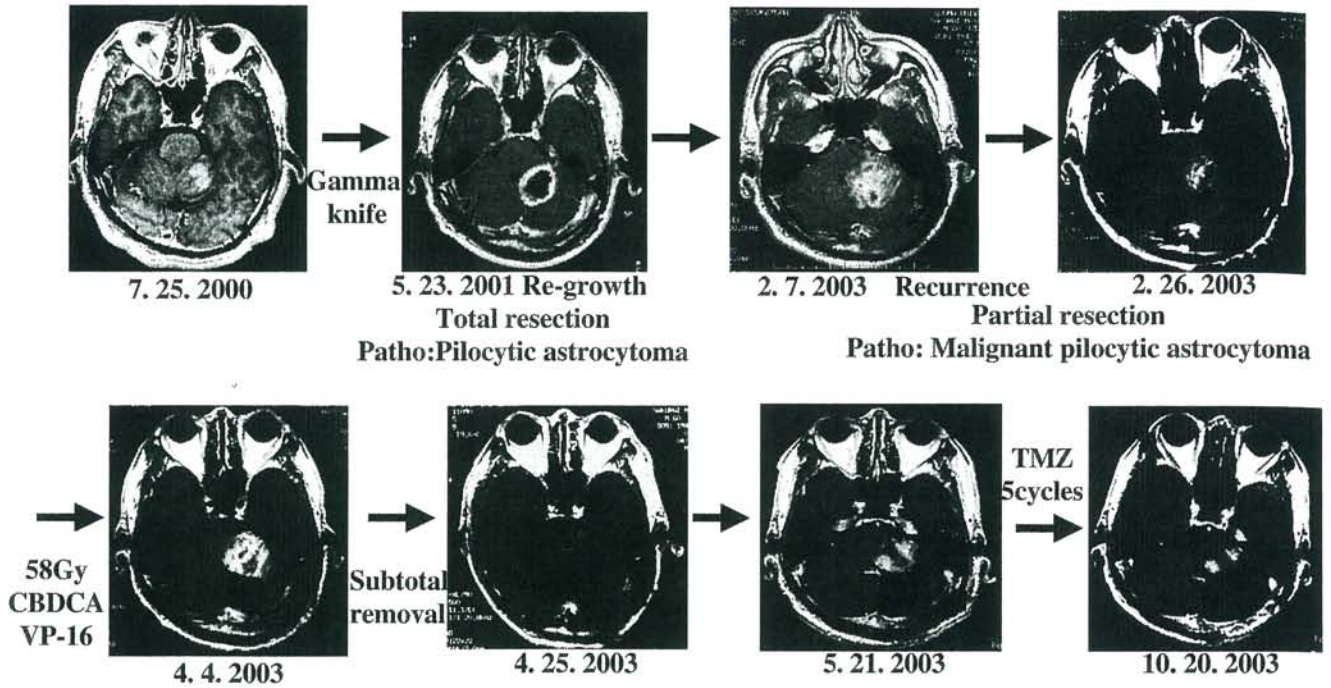 Gamma
knife
7. 25. 2000
5. 23. 2001 Re-growth
Total resection
Patho:Pilocytic astrocytoma
2. 7. 2003 Recurrence
2. 26. 2003
Partial resection
Patho: Malignant pilocytic astrocytoma
58Gy
CBDCA
VP-16
4. 4. 2003
Subtotal
removal
4. 25. 2003
5. 21. 2003
TMZ
5cycles
10. 20. 2003